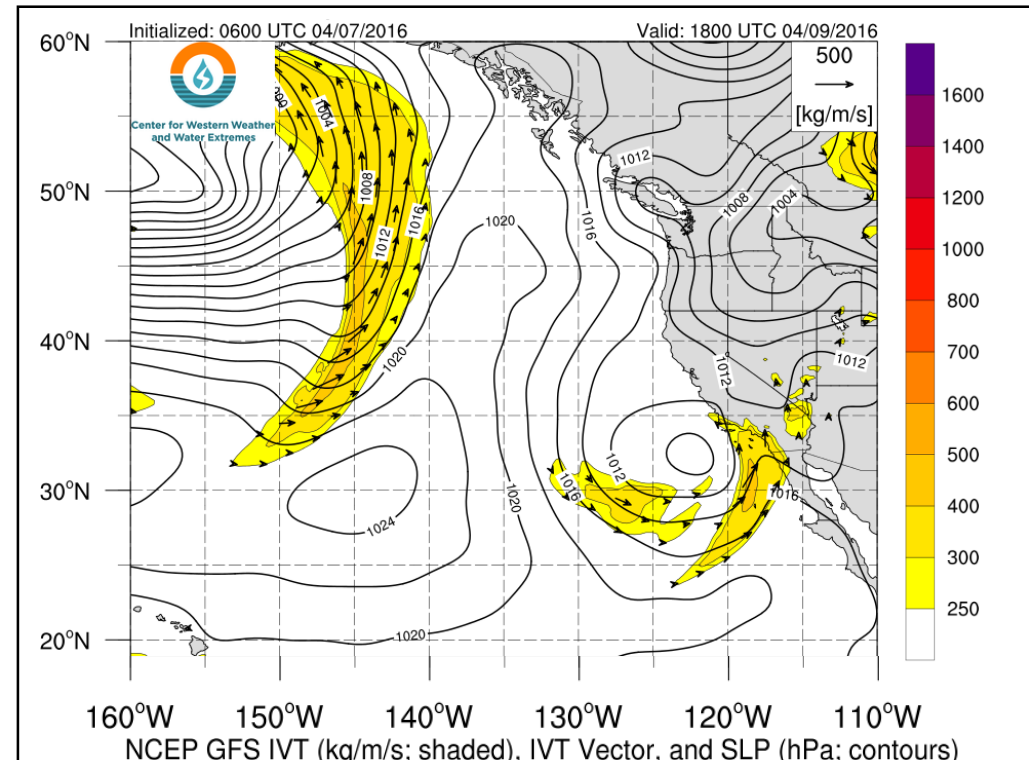 Initialized: 0600 UTC 04/07/2016 Valid: 1800 UTC 04/09/2016
60°N
500
[kg/m/s]
Center for Western Weather
and Water Extremes
1600
1400
1200
1000
800
700
600
500
400
300
250
1004
1008
1012
1016
1020
1020
1016
1012
1008
1004
50°N
40°N
1020
1012
1012
30°N
1024
1020
1016
1012
1016
20°N
1020
160°W 150°W 140°W 130°W 120°W 110°W
NCEP GFS IVT (kg/m/s; shaded), IVT Vector, and SLP (hPa; contours)